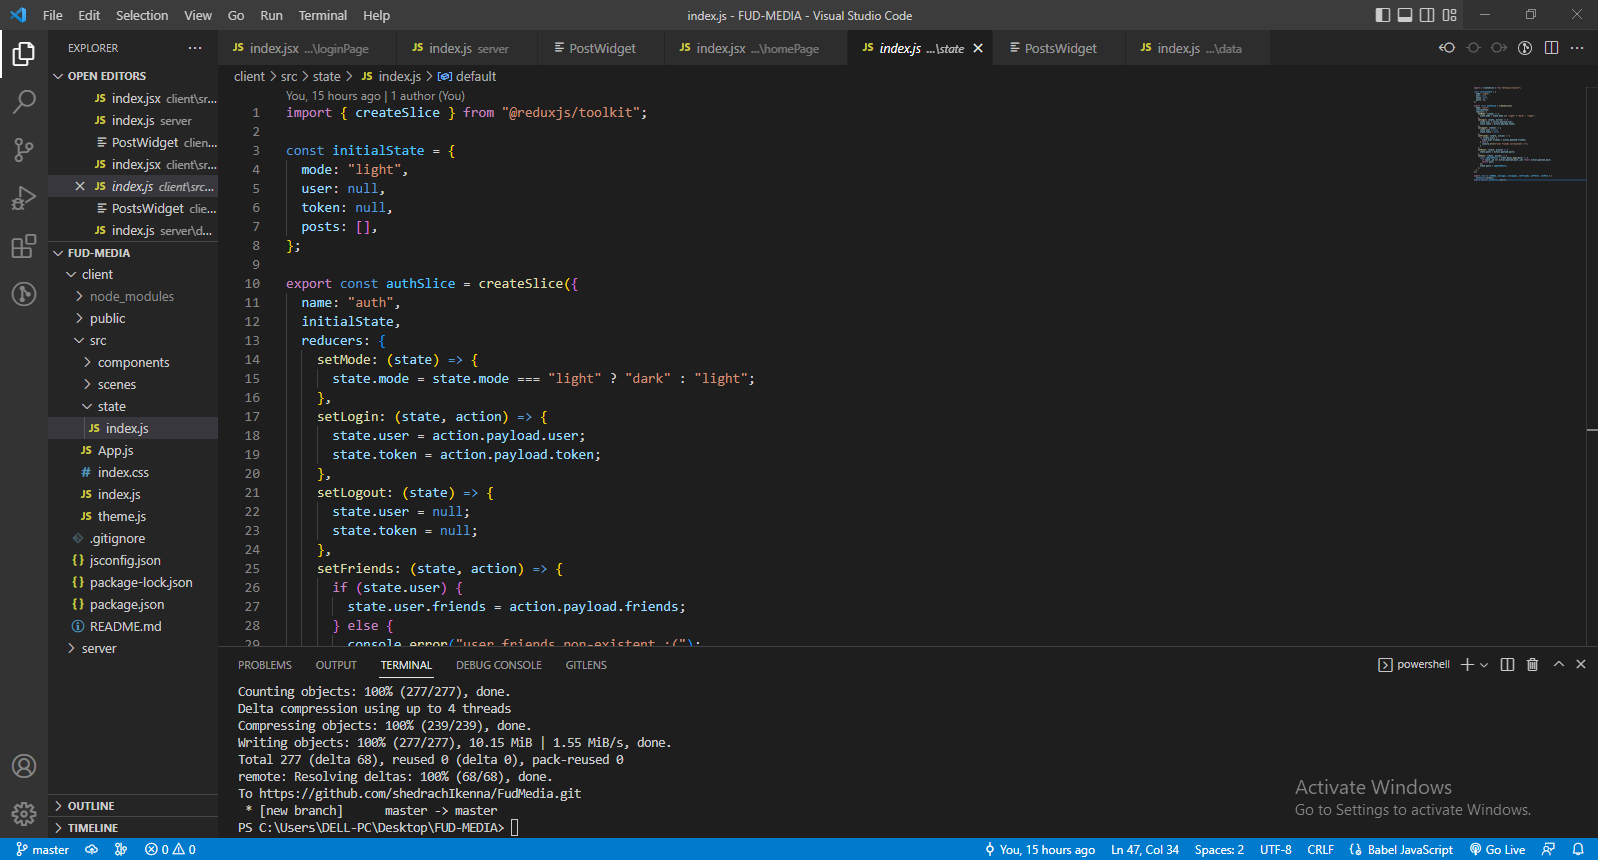 File Edit Selection View Go Run Terminal Help
index.js - FUD-MEDIA - Visual Studio Code
EXPLORER
OPEN EDITORS
index.jsx client\sr...
index.js server
PostWidget clien...
index.jsx client\sr...
index.js client\src...
PostsWidget clie...
index.js server\d...
FUD-MEDIA
client
node_modules
public
src
components
scenes
state
index.js
App.js
index.css
index.js
theme.js
.gitignore
jsconfig.json
package-lock.json
package.json
README.md
server
OUTLINE
TIMELINE
index.jsx ...\loginPage
index.js server
PostWidget
index.jsx ...\homePage
index.js ...\state
PostsWidget
index.js ...\data
client > src > state > JS index.js > default
You, 15 hours ago | 1 author (You)
1 import { createSlice } from "@reduxjs/toolkit";
2
3 const initialState = {
4 mode: "light",
5 user: null,
6 token: null,
7 posts: [],
8 };
9
10 export const authSlice = createSlice({
11 name: "auth",
12 initialState,
13 reducers: {
14 setMode: (state) => {
15 state.mode = state.mode === "light" ? "dark" : "light";
16 },
17 setLogin: (state, action) => {
18 state.user = action.payload.user;
19 state.token = action.payload.token;
20 },
21 setLogout: (state) => {
22 state.user = null;
23 state.token = null;
24 },
25 setFriends: (state, action) => {
26 if (state.user) {
27 state.user.friends = action.payload.friends;
28 } else {
29 console.error("user friends non-existent :(");
PROBLEMS OUTPUT TERMINAL DEBUG CONSOLE GITLENS
powershell
Counting objects: 100% (277/277), done.
Delta compression using up to 4 threads
Compressing objects: 100% (239/239), done.
Writing objects: 100% (277/277), 10.15 MiB | 1.55 MiB/s, done.
Total 277 (delta 68), reused 0 (delta 0), pack-reused 0
remote: Resolving deltas: 100% (68/68), done.
To https://github.com/shedrachIkenna/FudMedia.git
* [new branch] master -> master
PS C:\Users\DELL-PC\Desktop\FUD-MEDIA>
Activate Windows
Go to Settings to activate Windows.
master 0 0 You, 15 hours ago Ln 47, Col 34 Spaces: 2 UTF-8 CRLF Babel JavaScript Go Live